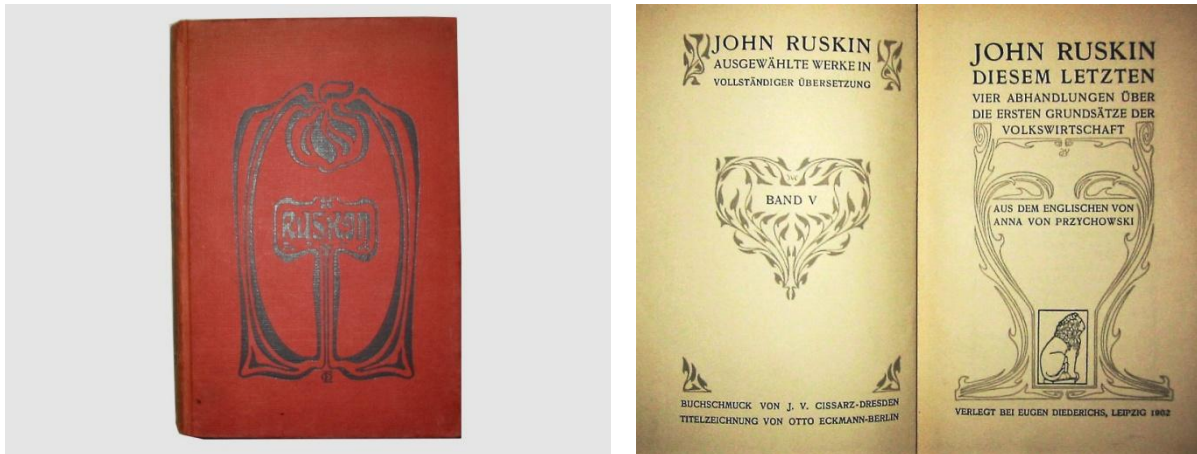 RUSKIN
JOHN RUSKIN
AUSGEWÄHLTE WERKE IN
VOLLSTÄNDIGER ÜBERSETZUNG
BAND V
BUCHSCHMUCK VON J. V. CISSARZ-DRESDEN
TITELZEICHNUNG VON OTTO ECKMANN-BERLIN
JOHN RUSKIN
DIESEM LETZTEN
VIER ABHANDLUNGEN ÜBER
DIE ERSTEN GRUNDSÄTZE DER
VOLKSWIRTSCHAFT
AUS DEM ENGLISCHEN VON
ANNA VON PRZYCHOWSKI
VERLEGT BEI EUGEN DIEDERICHS, LEIPZIG 1902